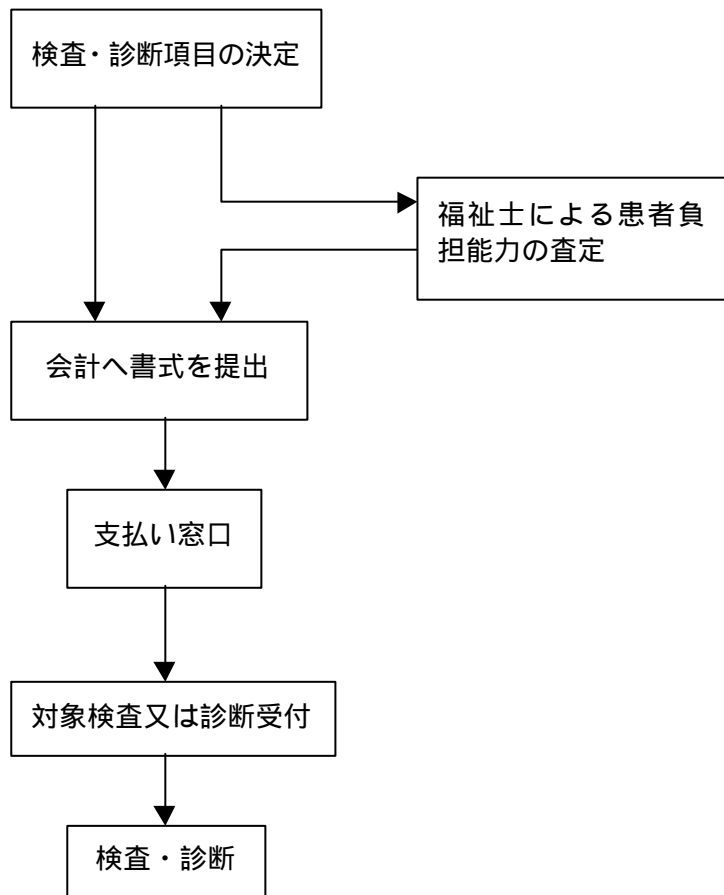 検査・診断項目の決定
福祉士による患者負
担能力の査定
会計へ書式を提出
支払い窓口
対象検査又は診断受付
検査・診断